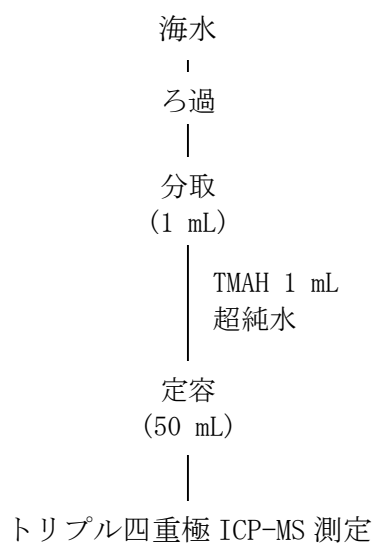 海水
ろ過
分取
(1 mL)
TMAH 1 mL
超純水
定容
(50 mL)
トリプル四重極 ICP-MS 測定